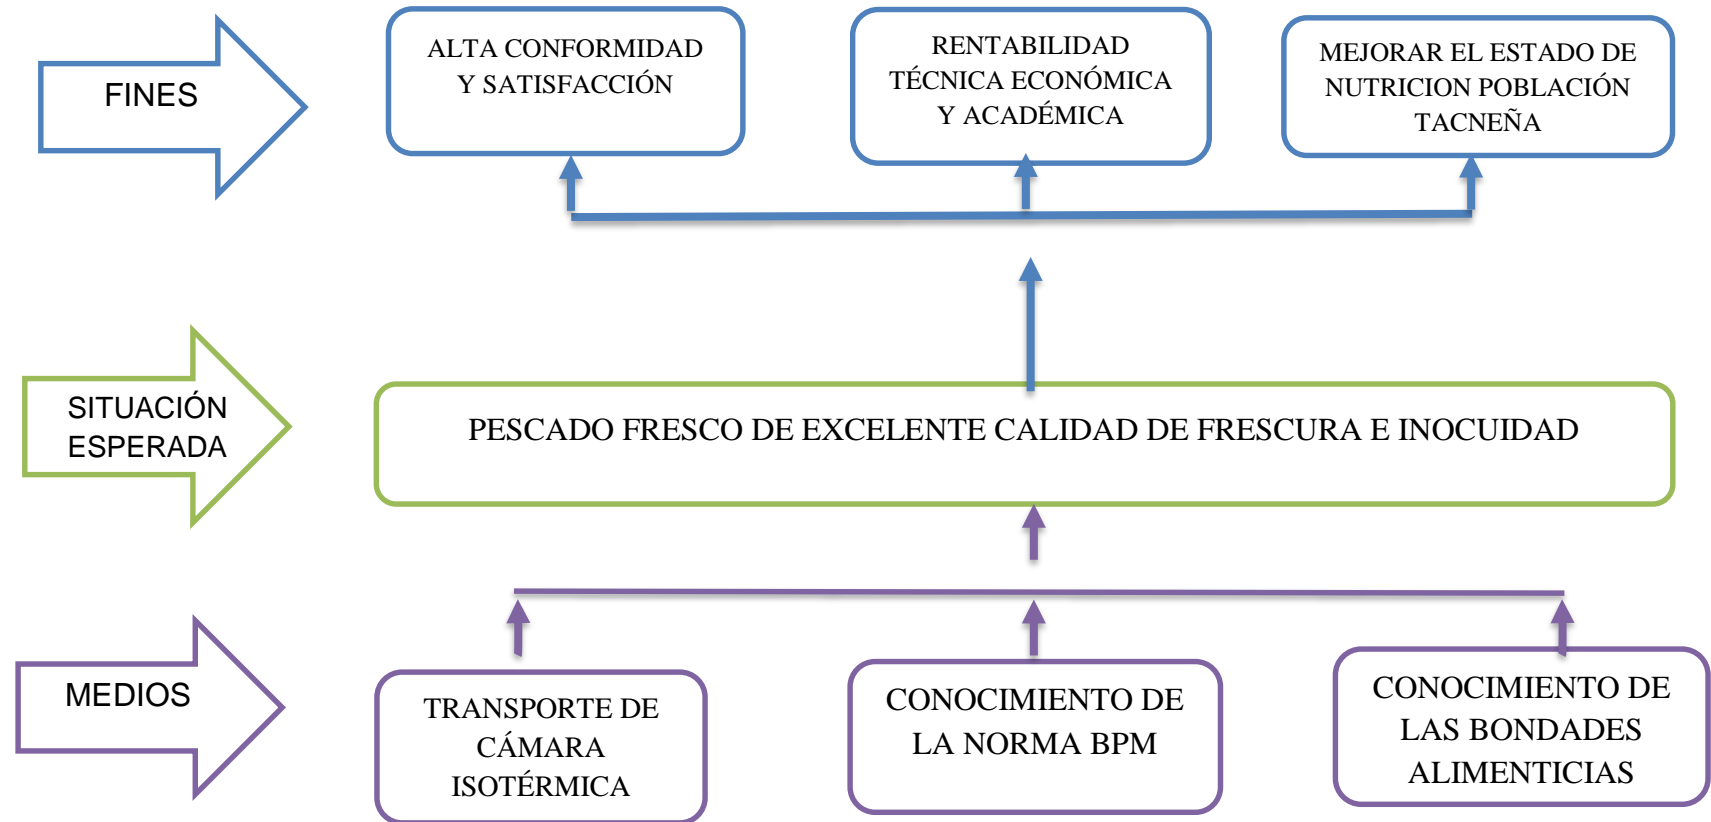 FINES
ALTA CONFORMIDAD
Y SATISFACCIÓN
RENTABILIDAD
TÉCNICA ECONÓMICA
Y ACADÉMICA
MEJORAR EL ESTADO DE
NUTRICION POBLACIÓN
TACNEÑA
SITUACIÓN
ESPERADA
PESCADO FRESCO DE EXCELENTE CALIDAD DE FRESCURA E INOCUIDAD
MEDIOS
TRANSPORTE DE
CÁMARA
ISOTÉRMICA
CONOCIMIENTO DE
LA NORMA BPM
CONOCIMIENTO DE
LAS BONDADES
ALIMENTICIAS